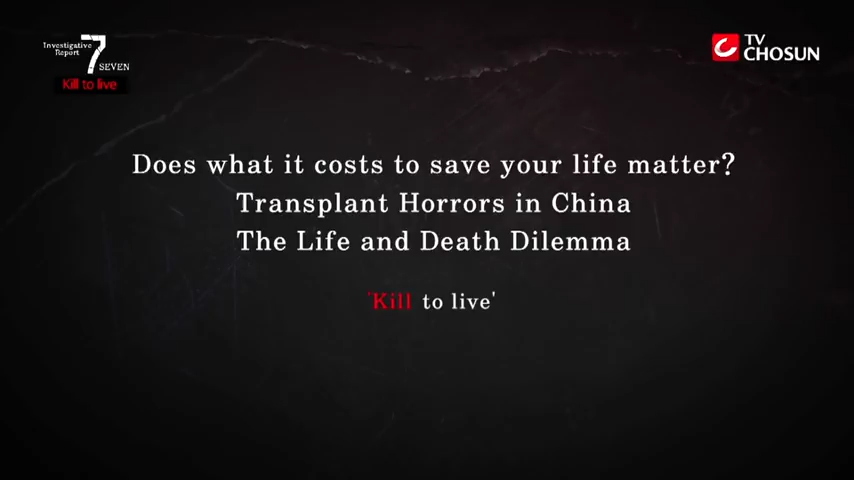 Investigative
Report
7
SEVEN
Kill to live
TV
CHOSUN
Does what it costs to save your life matter?
Transplant Horrors in China
The Life and Death Dilemma
'Kill to live'